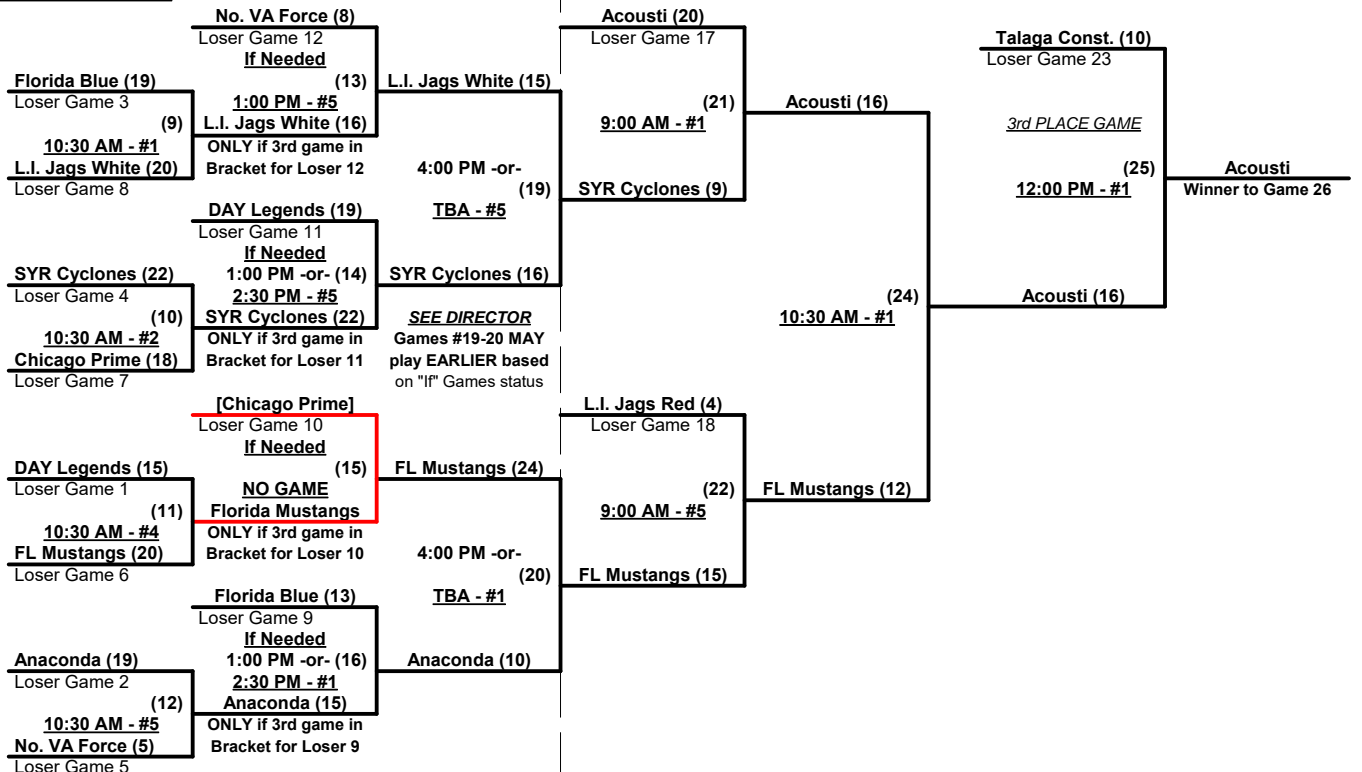 No. VA Force (8)
Loser Game 12
If Needed
(13)
1:00 PM - #5
L.I. Jags White (16)
ONLY if 3rd game in
Bracket for Loser 12
Florida Blue (19)
Loser Game 3
(9)
10:30 AM - #1
L.I. Jags White (20)
Loser Game 8
DAY Legends (19)
Loser Game 11
If Needed
1:00 PM -or- (14)
2:30 PM - #5
SYR Cyclones (22)
ONLY if 3rd game in
Bracket for Loser 11
SYR Cyclones (22)
Loser Game 4
(10)
10:30 AM - #2
Chicago Prime (18)
Loser Game 7
[Chicago Prime]
Loser Game 10
If Needed
(15)
NO GAME
Florida Mustangs
ONLY if 3rd game in
Bracket for Loser 10
DAY Legends (15)
Loser Game 1
(11)
10:30 AM - #4
FL Mustangs (20)
Loser Game 6
Florida Blue (13)
Loser Game 9
If Needed
1:00 PM -or- (16)
2:30 PM - #1
Anaconda (15)
ONLY if 3rd game in
Bracket for Loser 9
Anaconda (19)
Loser Game 2
(12)
10:30 AM - #5
No. VA Force (5)
Loser Game 5
L.I. Jags White (15)
4:00 PM -or-
(19)
TBA - #5
SYR Cyclones (16)
SEE DIRECTOR
Games #19-20 MAY
play EARLIER based
on "If" Games status
FL Mustangs (24)
4:00 PM -or-
(20)
TBA - #1
Anaconda (10)
Acousti (20)
Loser Game 17
(21)
9:00 AM - #1
SYR Cyclones (9)
L.I. Jags Red (4)
Loser Game 18
(22)
9:00 AM - #5
FL Mustangs (15)
Acousti (16)
(24)
10:30 AM - #1
FL Mustangs (12)
Talaga Const. (10)
Loser Game 23
3rd PLACE GAME
(25)
12:00 PM - #1
Acousti (16)
Acousti
Winner to Game 26